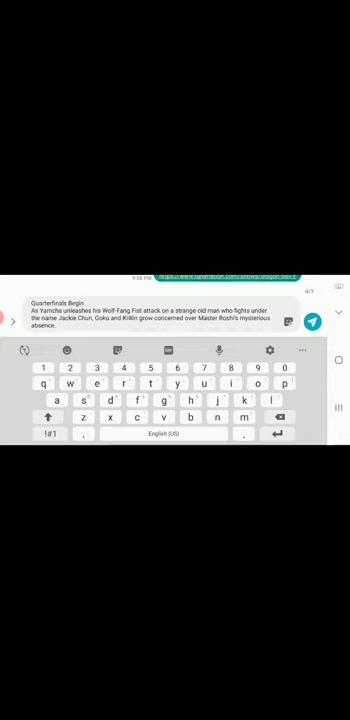 9:58 PM https://www.funimation.com/shows/dragon-ball/?
4/3
Quarterfinals Begin
As Yamcha unleashes his Wolf-Fang Fist attack on a strange old man who fights under
the name Jackie Chun, Goku and Krillin grow concerned over Master Roshi's mysterious
absence.
GIF
1 2 3 4 5 6 7 8 9 0
q w e r t y u i o p
a s d f g h j k l
z x c v b n m
!#1 , English (US) .